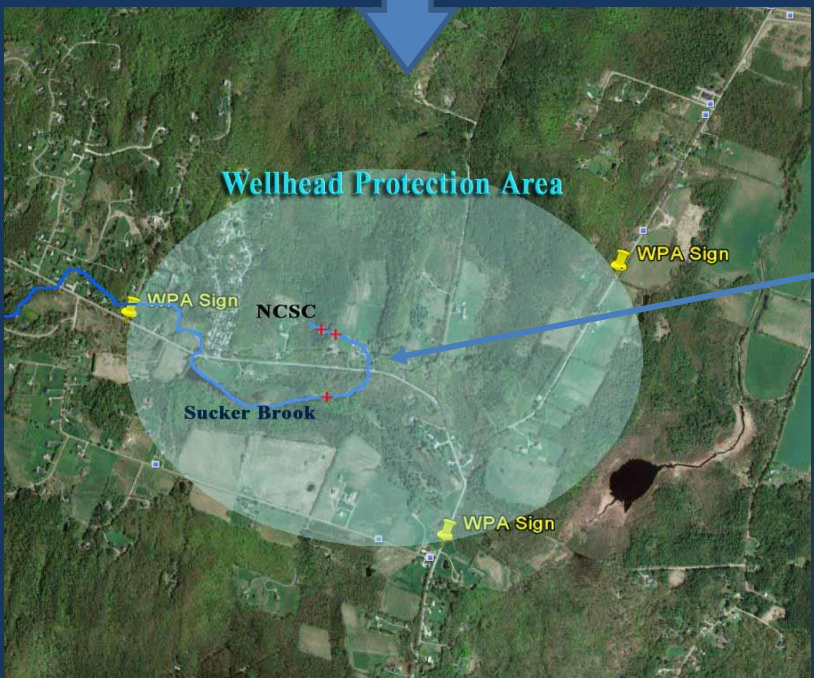 Wellhead Protection Area
WPA Sign
WPA Sign
NCSC
Sucker Brook
WPA Sign